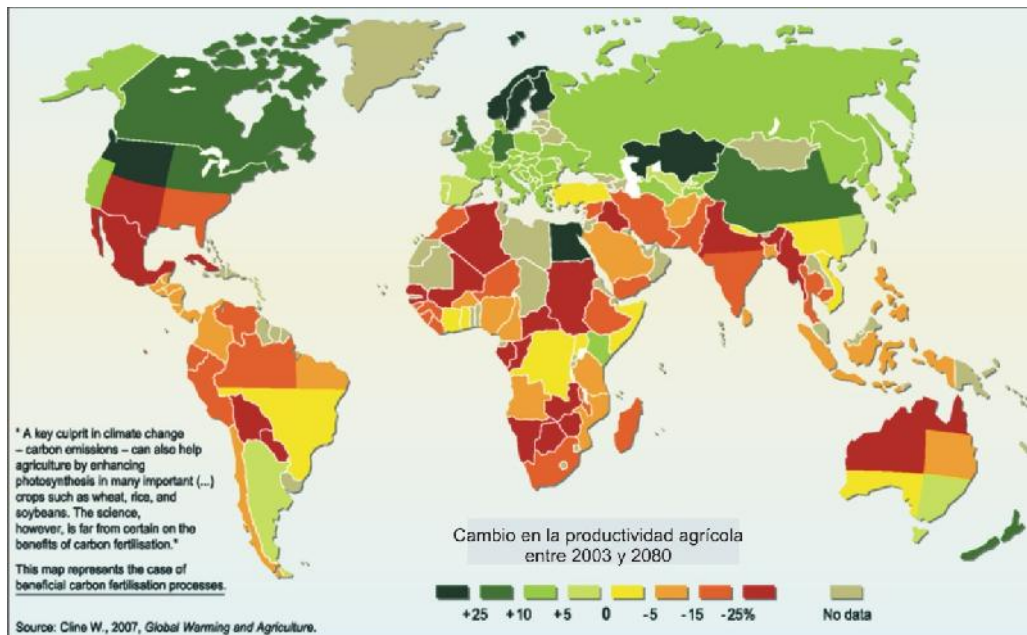 " A key culprit in climate change
– carbon emissions – can also help
agriculture by enhancing
photosynthesis in many important (...)
crops such as wheat, rice, and
soybeans. The science,
however, is far from certain on the
benefits of carbon fertilisation."
This map represents the case of
beneficial carbon fertilisation processes.
Source: Cline W., 2007, Global Warming and Agriculture.
Cambio en la productividad agrícola
entre 2003 y 2080
+25 +10 +5 0 -5 -15 -25% No data